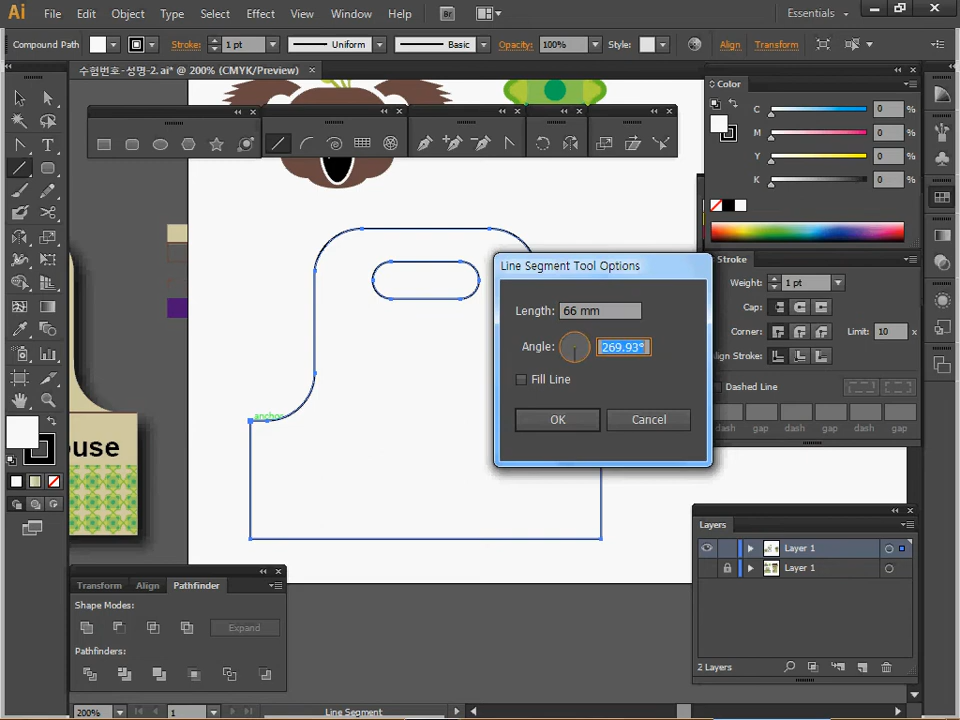 Ai File Edit Object Type Select Effect View Window Help Br Essentials
Compound Path Stroke: 1 pt Uniform Basic Opacity: 100% Style: Align Transform
수험번호-성명-2.ai* @ 200% (CMYK/Preview) ×
Color
C 0 %
M 0 %
Y 0 %
K 0 %
Stroke
Weight: 1 pt
Cap:
Corner: Limit: 10 x
Align Stroke:
Dashed Line
dash gap dash gap dash gap
Line Segment Tool Options
Length: 66 mm
Angle: 269.93°
Fill Line
OK Cancel
anchor
ouse
Layers
Layer 1
Layer 1
2 Layers
Transform Align Pathfinder
Shape Modes:
Expand
Pathfinders:
200% 1 Line Segment